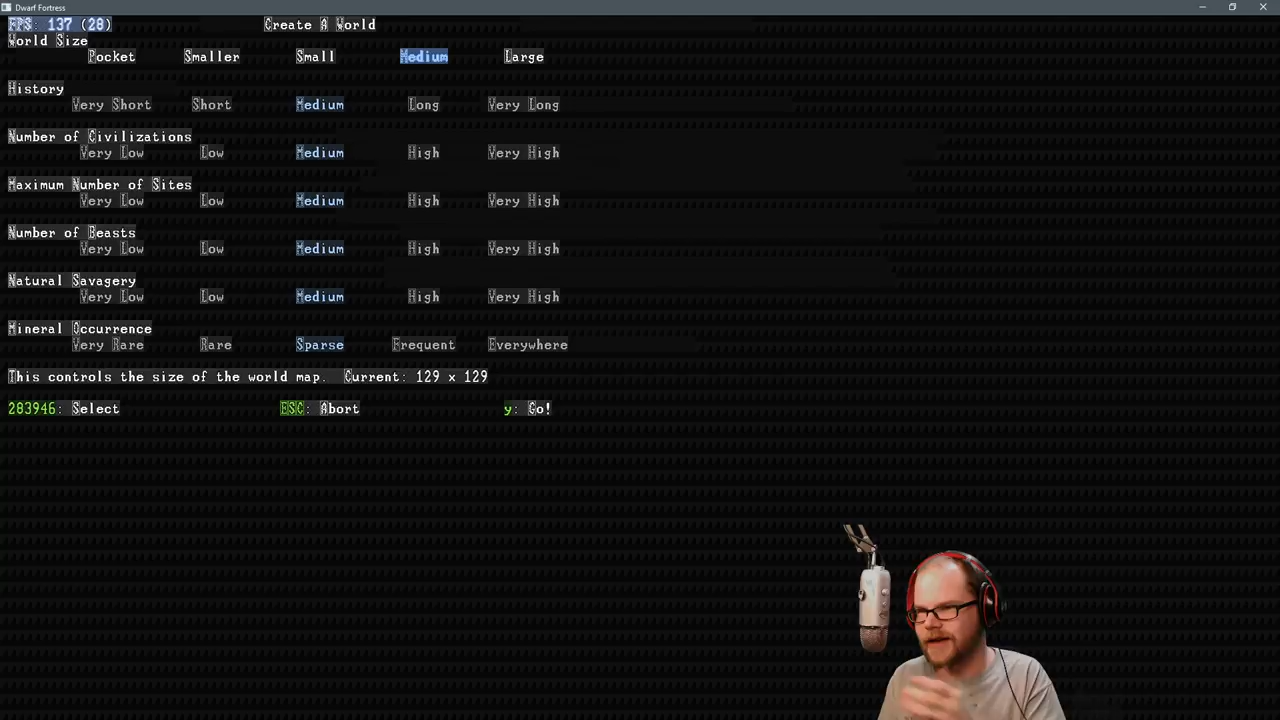 Dwarf Fortress
FPS: 137 (28) Create A World
World Size
Pocket Smaller Small Medium Large
History
Very Short Short Medium Long Very Long
Number of Civilizations
Very Low Low Medium High Very High
Maximum Number of Sites
Very Low Low Medium High Very High
Number of Beasts
Very Low Low Medium High Very High
Natural Savagery
Very Low Low Medium High Very High
Mineral Occurrence
Very Rare Rare Sparse Frequent Everywhere
This controls the size of the world map. Current: 129 x 129
283946: Select ESC: Abort y: Go!